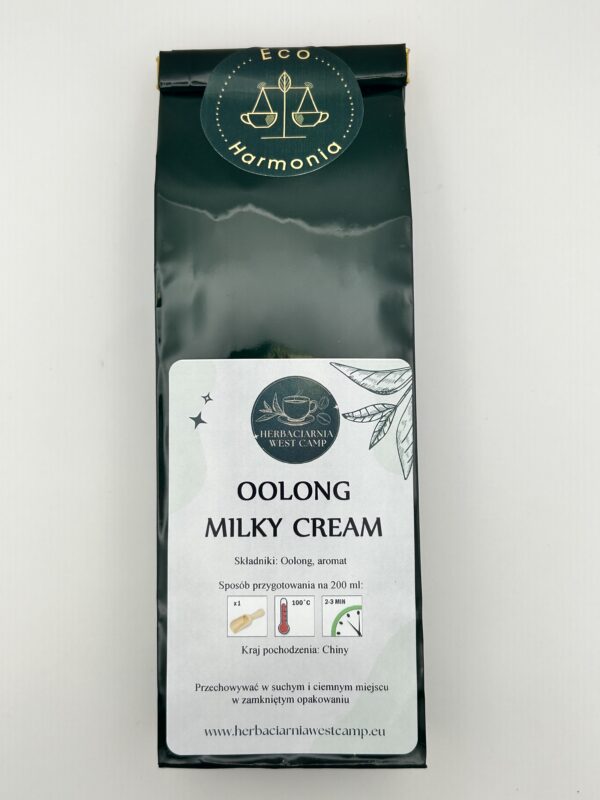 Eco
Harmonia
HERBACIARNIA
WEST CAMP
OOLONG
MILKY CREAM
Składniki: Oolong, aromat
Sposób przygotowania na 200 ml:
x1
100°C
2-3 MIN
Kraj pochodzenia: Chiny
Przechowywać w suchym i ciemnym miejscu
w zamkniętym opakowaniu
www.herbaciarniawestcamp.eu